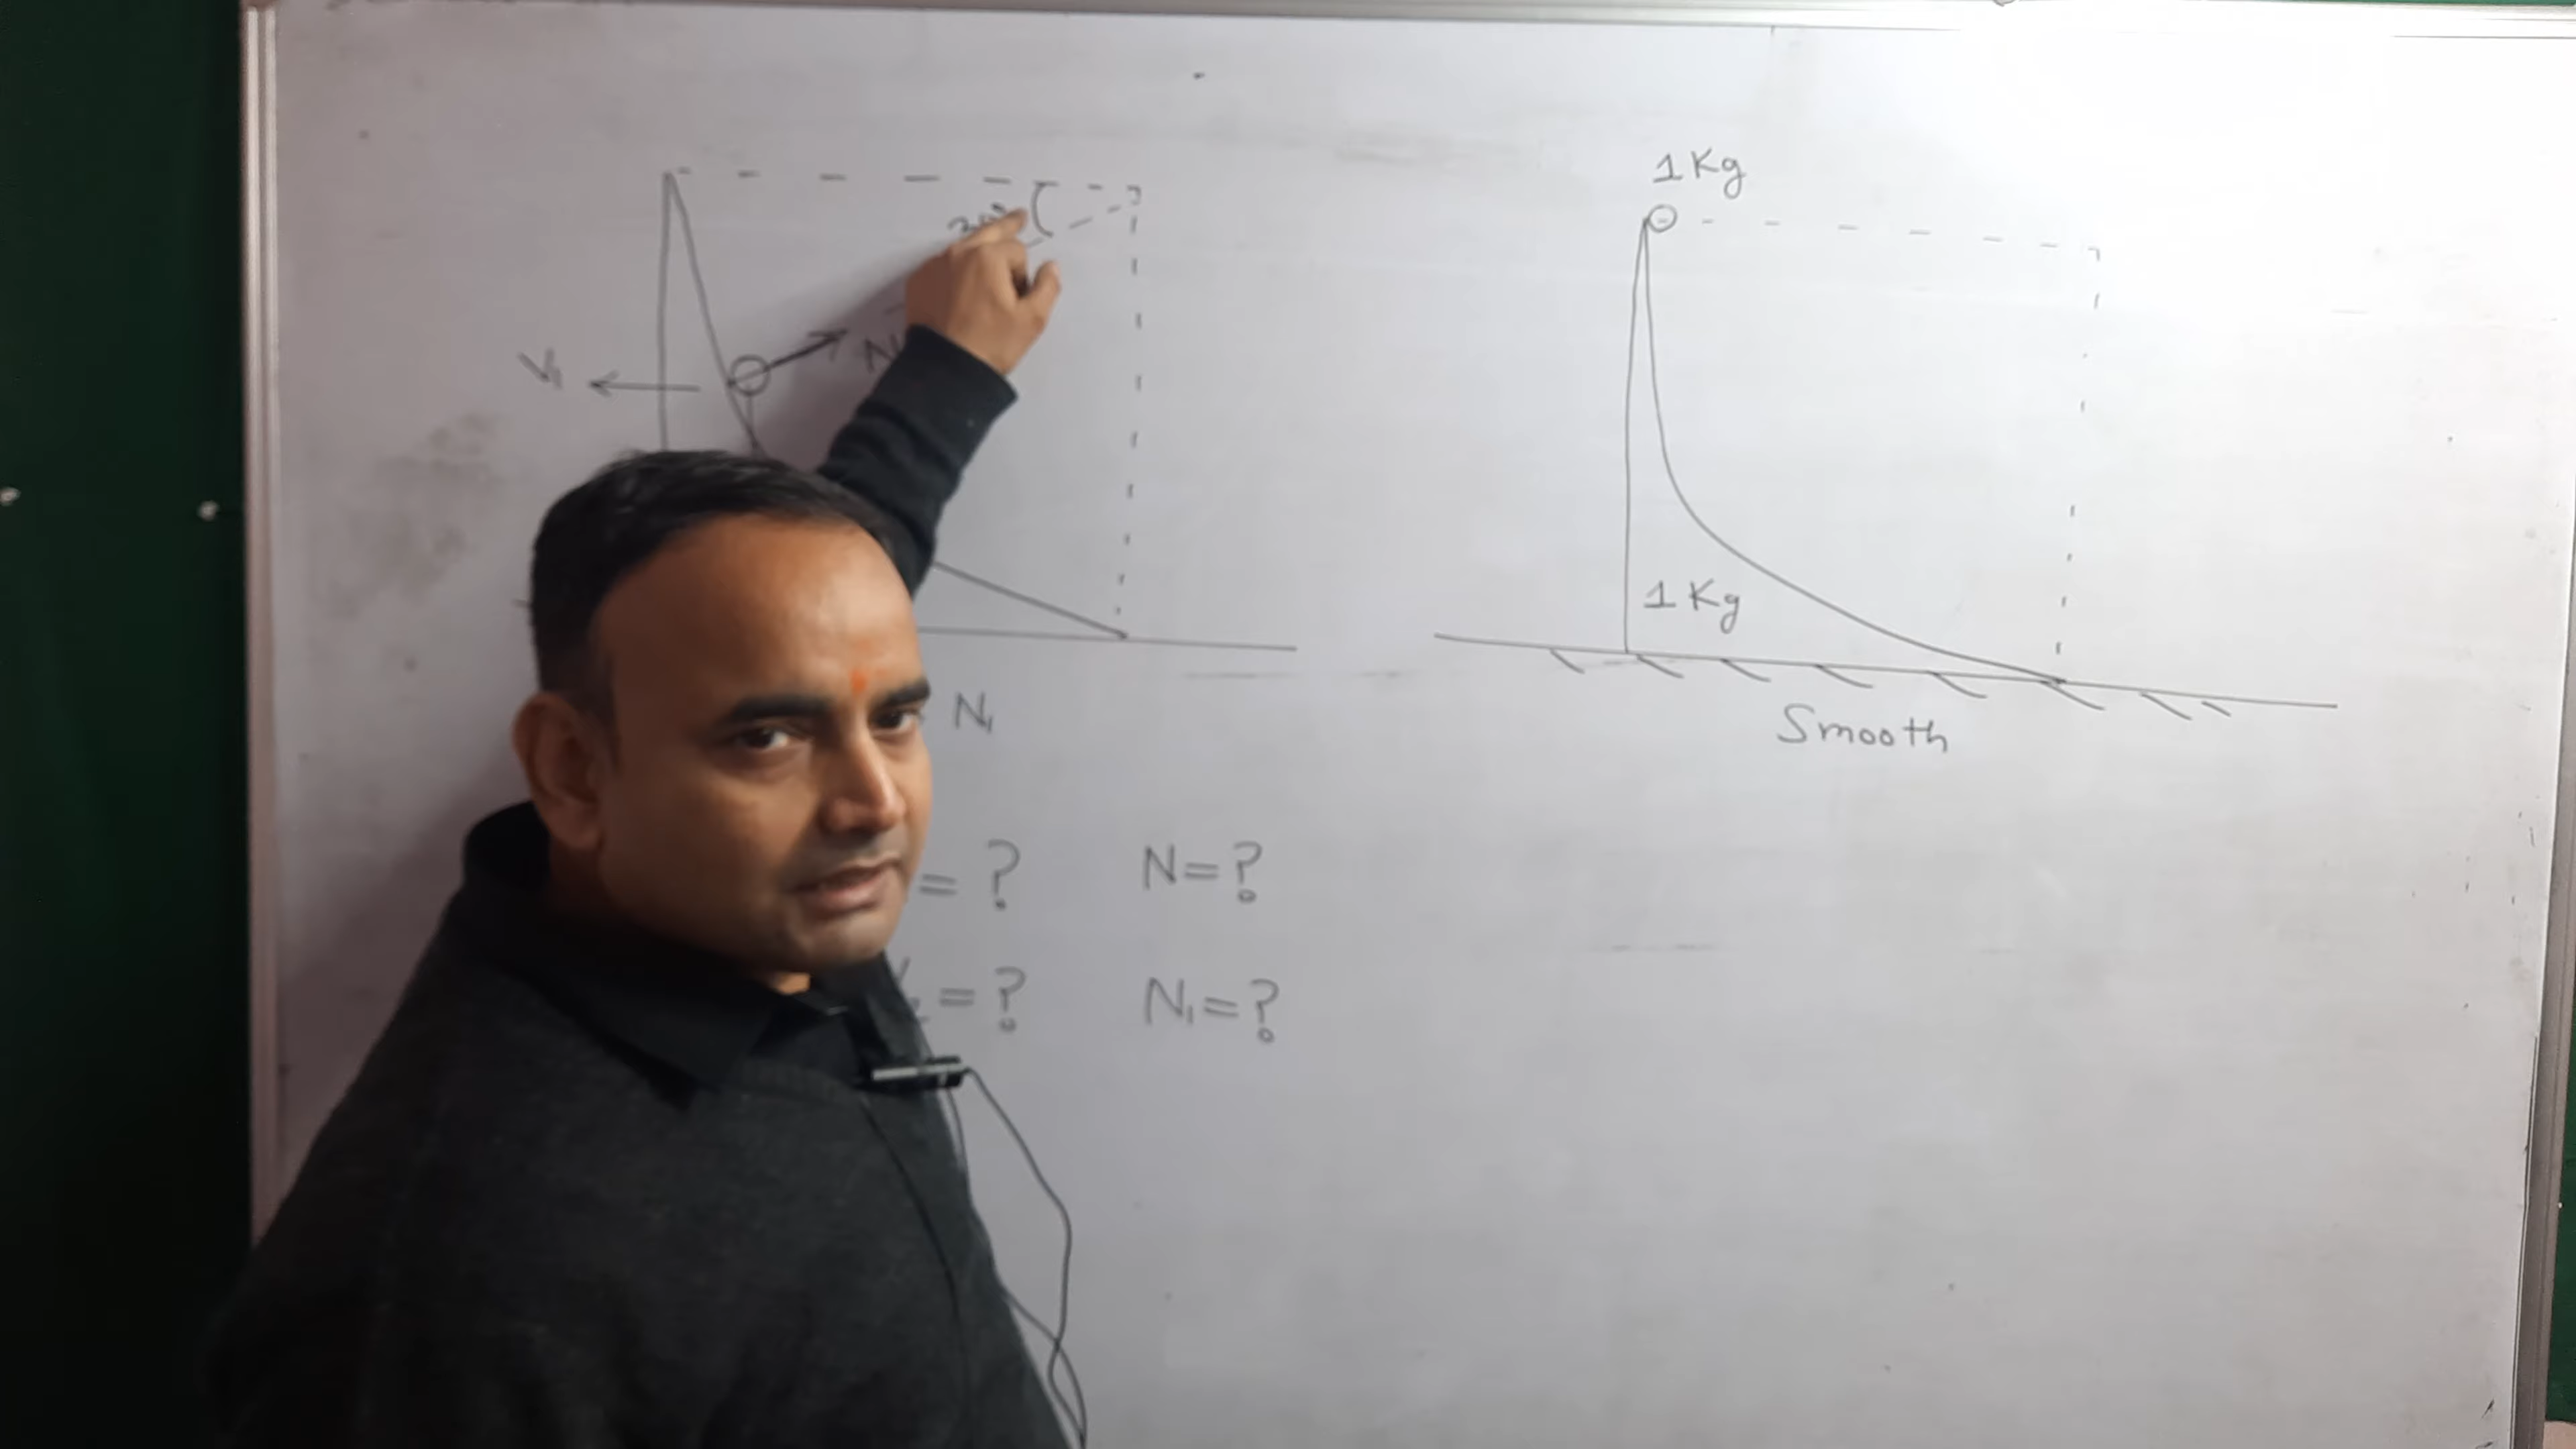 1 Kg
V₁
N
1 Kg
N₁
Smooth
= ?
N = ?
= ?
N₁ = ?